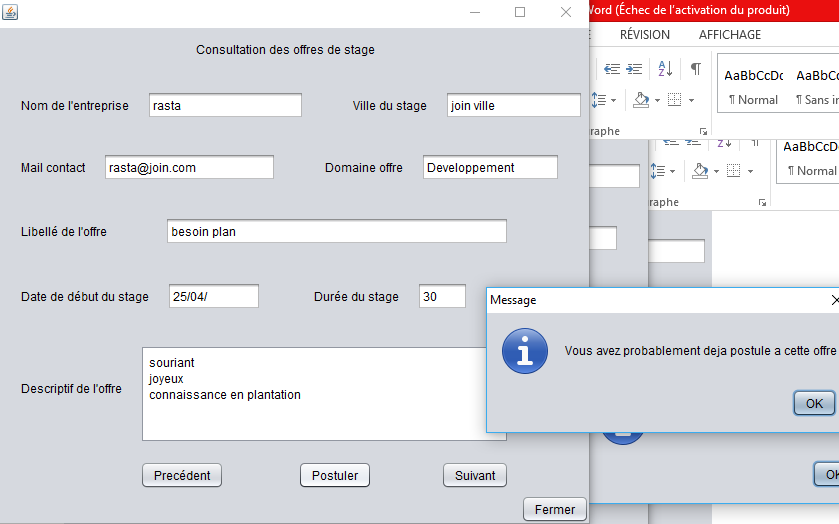 Word (Échec de l'activation du produit)
RÉVISION AFFICHAGE
Consultation des offres de stage
Nom de l'entreprise rasta Ville du stage join ville
Mail contact rasta@join.com Domaine offre Developpement
Libellé de l'offre besoin plan
Date de début du stage 25/04/ Durée du stage 30
Descriptif de l'offre
souriant
joyeux
connaissance en plantation
Precédent Postuler Suivant
Fermer
AaBbCcDc AaBbCcDc
¶ Normal ¶ Sans in
raphe
AaBbCcD
¶ Normal
raphe
Message
Vous avez probablement deja postule a cette offre
OK
OK